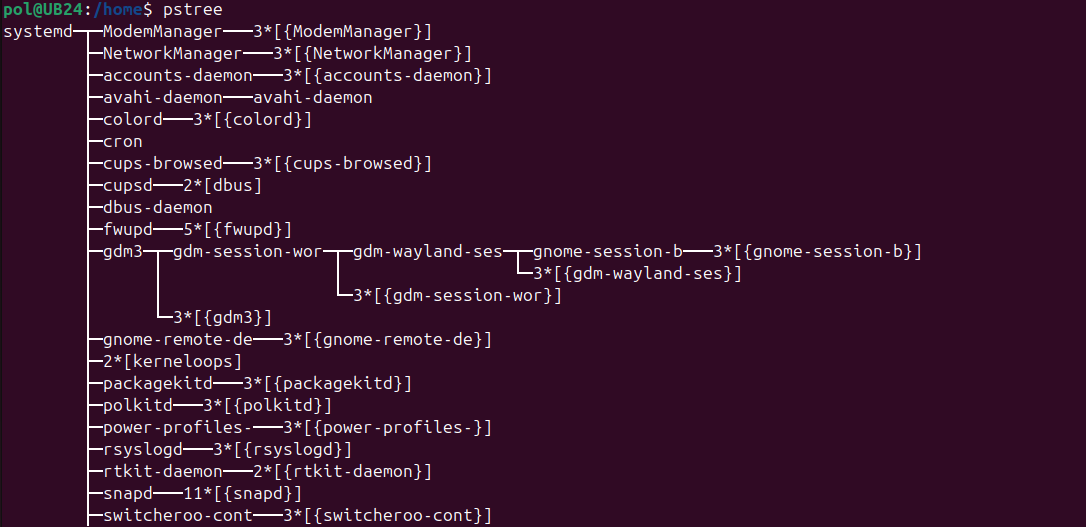 pol@UB24:/home$ pstree
systemd─┬─ModemManager───3*[{ModemManager}]
        ├─NetworkManager───3*[{NetworkManager}]
        ├─accounts-daemon───3*[{accounts-daemon}]
        ├─avahi-daemon───avahi-daemon
        ├─colord───3*[{colord}]
        ├─cron
        ├─cups-browsed───3*[{cups-browsed}]
        ├─cupsd───2*[dbus]
        ├─dbus-daemon
        ├─fwupd───5*[{fwupd}]
        ├─gdm3─┬─gdm-session-wor─┬─gdm-wayland-ses─┬─gnome-session-b───3*[{gnome-session-b}]
        │      │                 │                 └─3*[{gdm-wayland-ses}]
        │      │                 └─3*[{gdm-session-wor}]
        │      └─3*[{gdm3}]
        ├─gnome-remote-de───3*[{gnome-remote-de}]
        ├─2*[kerneloops]
        ├─packagekitd───3*[{packagekitd}]
        ├─polkitd───3*[{polkitd}]
        ├─power-profiles-───3*[{power-profiles-}]
        ├─rsyslogd───3*[{rsyslogd}]
        ├─rtkit-daemon───2*[{rtkit-daemon}]
        ├─snapd───11*[{snapd}]
        ├─switcheroo-cont───3*[{switcheroo-cont}]